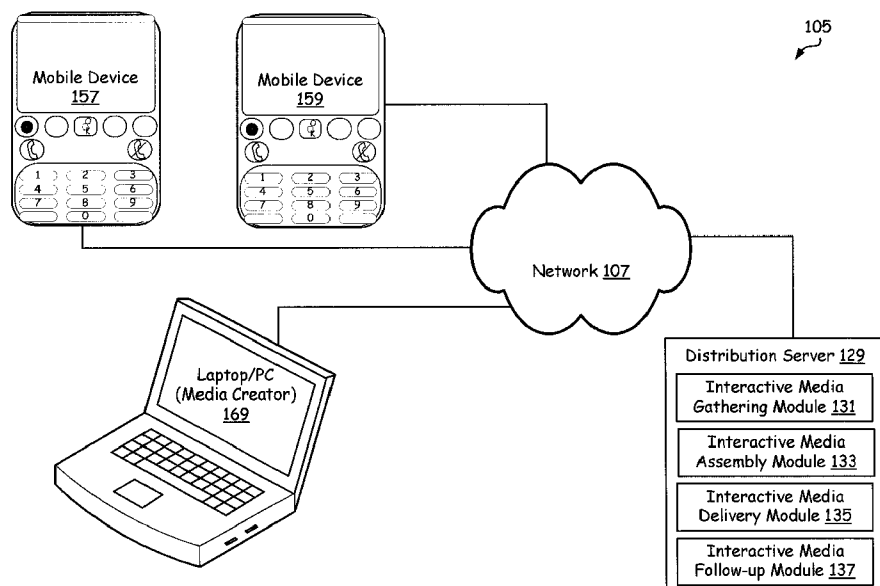 105
Mobile Device
157
Mobile Device
159
1 2 3
4 5 6
7 8 9
0
1 2 3
4 5 6
7 8 9
0
Network 107
Laptop/PC
(Media Creator)
169
Distribution Server 129
Interactive Media
Gathering Module 131
Interactive Media
Assembly Module 133
Interactive Media
Delivery Module 135
Interactive Media
Follow-up Module 137